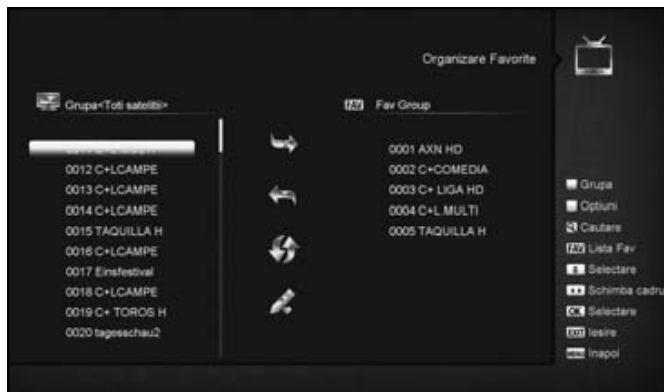 Organizare Favorite
Grupa<Toti satelitii>
0012 C+LCAMPE
0013 C+LCAMPE
0014 C+LCAMPE
0015 TAQUILLA H
0016 C+LCAMPE
0017 Einsfestival
0018 C+LCAMPE
0019 C+ TOROS H
0020 tagesschau2
FAV Fav Group
0001 AXN HD
0002 C+COMEDIA
0003 C+ LIGA HD
0004 C+L.MULTI
0005 TAQUILLA H
Grupa
Optiuni
Cautare
FAV Lista Fav
Selectare
Schimba cadru
OK Selectare
EXIT Iesire
MENU Inapoi